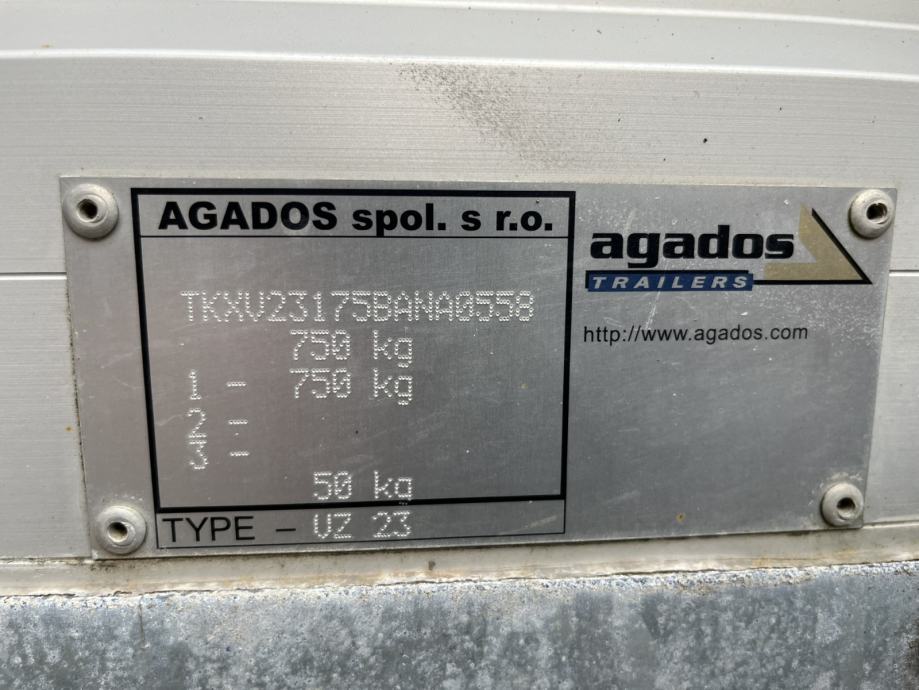 AGADOS spol. s r.o.
TKXV23175BANA0558
750 kg
1 - 750 kg
2 -
3 -
50 kg
TYPE - VZ 23
agados
TRAILERS
http://www.agados.com